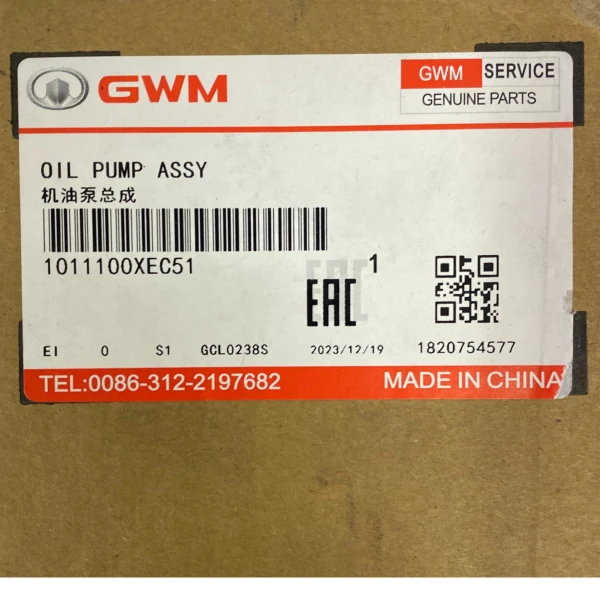 GWM
GWM SERVICE
GENUINE PARTS
OIL PUMP ASSY
机油泵总成
1011100XEC51
1
EAC
EI 0 S1 GCL0238S 2023/12/19 1820754577
TEL:0086-312-2197682 MADE IN CHINA